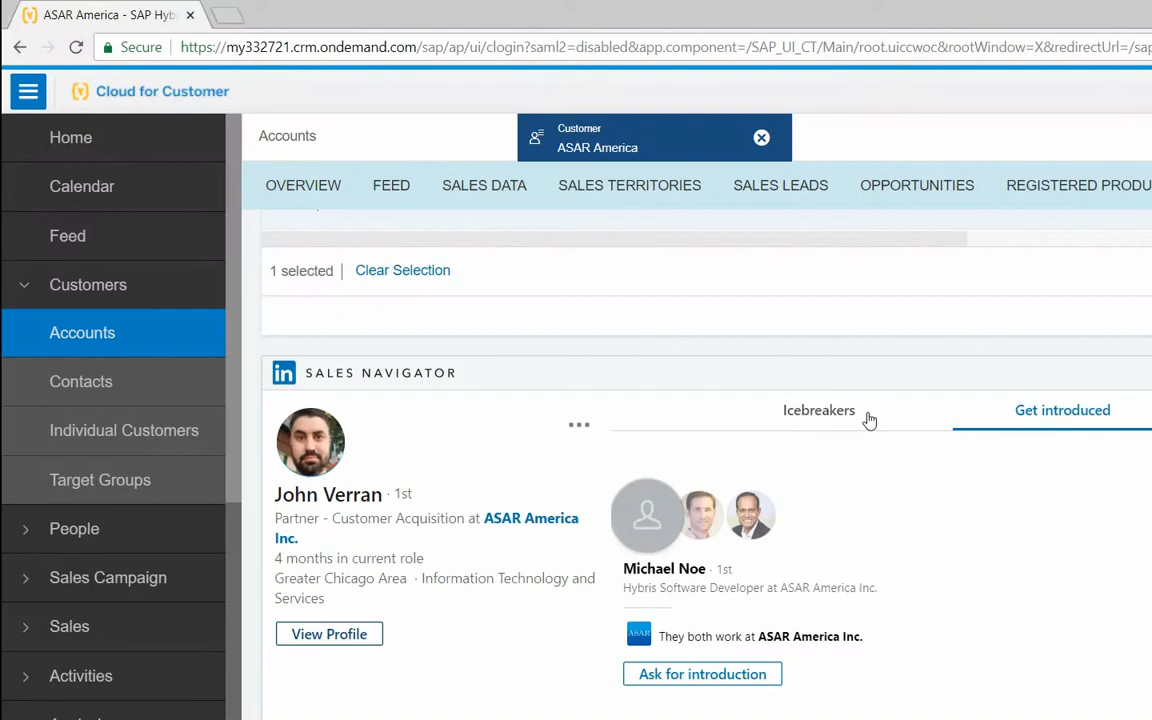 ASAR America - SAP Hyb
Secure
https://my332721.crm.ondemand.com/sap/ap/ui/clogin?saml2=disabled&app.component=/SAP_UI_CT/Main/root.uiccwoc&rootWindow=X&redirectUrl=/sap
Cloud for Customer
Home
Calendar
Feed
Customers
Accounts
Contacts
Individual Customers
Target Groups
People
Sales Campaign
Sales
Activities
Accounts
Customer
ASAR America
OVERVIEW FEED SALES DATA SALES TERRITORIES SALES LEADS OPPORTUNITIES REGISTERED PRODU
1 selected | Clear Selection
in SALES NAVIGATOR
Icebreakers
Get introduced
John Verran · 1st
Partner - Customer Acquisition at ASAR America
Inc.
4 months in current role
Greater Chicago Area · Information Technology and
Services
View Profile
Michael Noe · 1st
Hybris Software Developer at ASAR America Inc.
ASAR
They both work at ASAR America Inc.
Ask for introduction